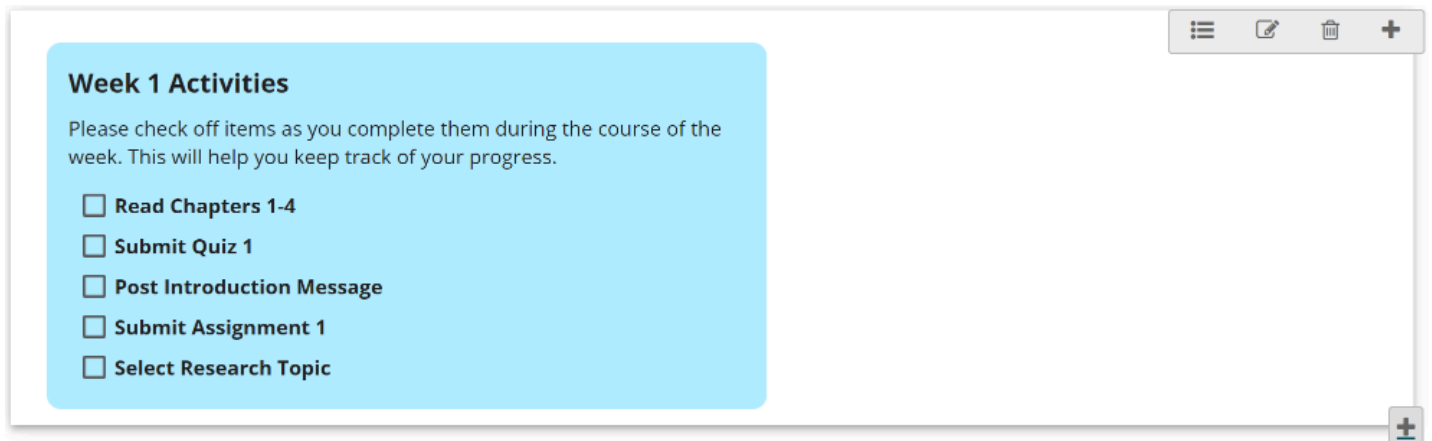 Week 1 Activities
Please check off items as you complete them during the course of the
week. This will help you keep track of your progress.
Read Chapters 1-4
Submit Quiz 1
Post Introduction Message
Submit Assignment 1
Select Research Topic